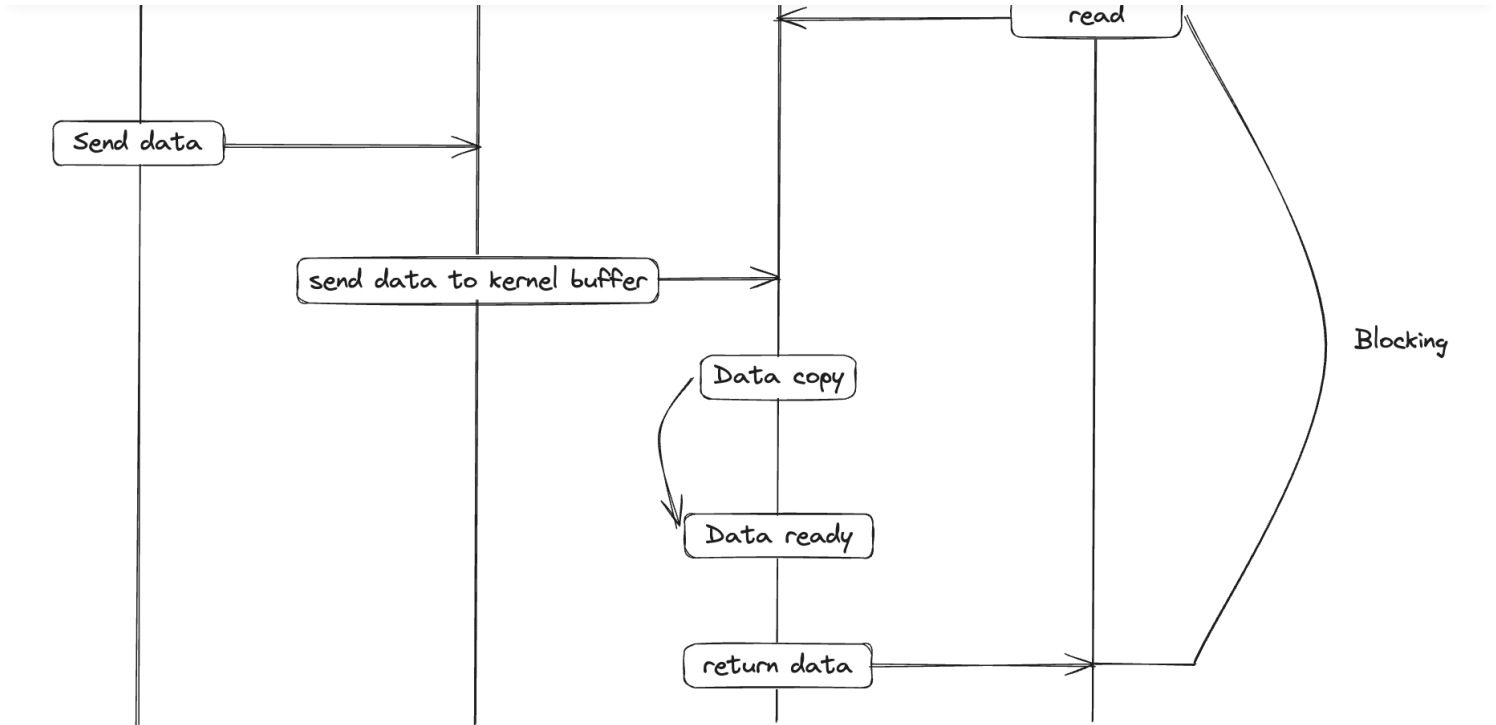 read
Send data
send data to kernel buffer
Blocking
Data copy
Data ready
return data